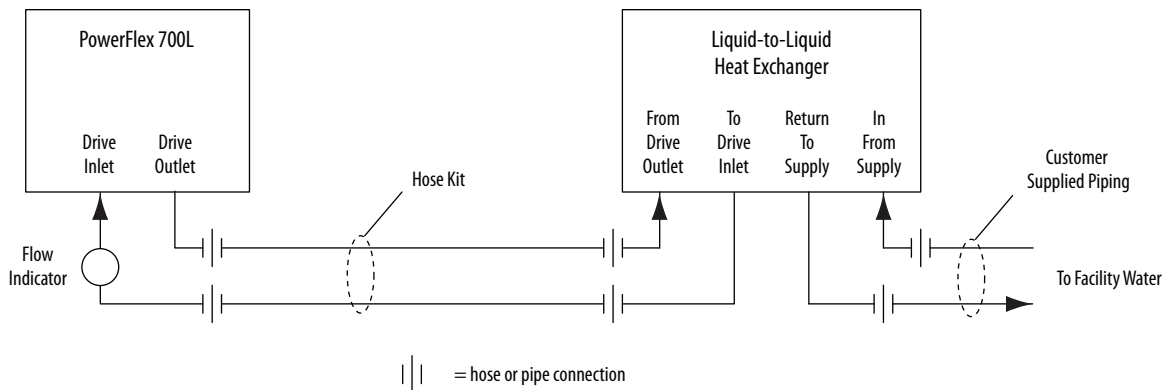 PowerFlex 700L
Drive
Inlet
Drive
Outlet
Liquid-to-Liquid
Heat Exchanger
From
Drive
Outlet
To
Drive
Inlet
Return
To
Supply
In
From
Supply
Hose Kit
Customer
Supplied Piping
Flow
Indicator
To Facility Water
= hose or pipe connection